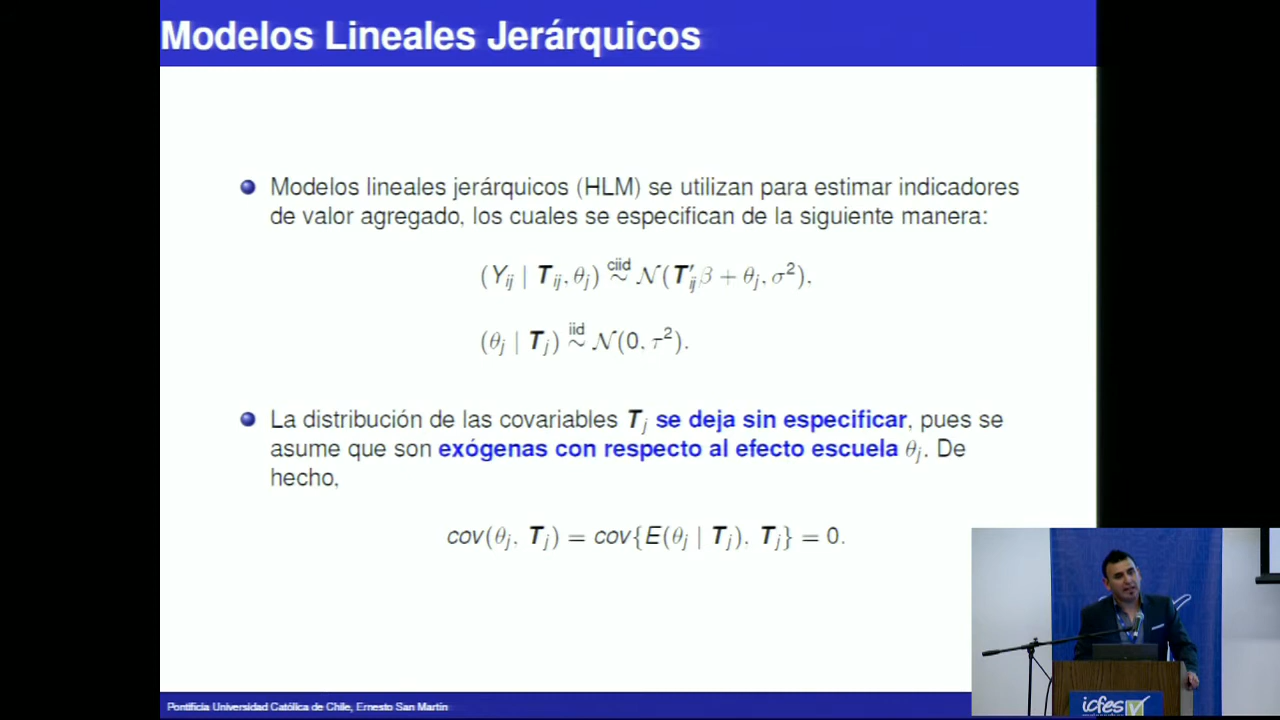 Modelos Lineales Jerárquicos
Modelos lineales jerárquicos (HLM) se utilizan para estimar indicadores
de valor agregado, los cuales se especifican de la siguiente manera:
(Y_ij | T_ij, θ_j) ciid ~ N(T′_ij β + θ_j, σ²).
(θ_j | T_j) iid ~ N(0, τ²).
La distribución de las covariables T_j se deja sin especificar, pues se
asume que son exógenas con respecto al efecto escuela θ_j. De
hecho,
cov(θ_j, T_j) = cov{E(θ_j | T_j), T_j} = 0.
Pontificia Universidad Católica de Chile, Ernesto San Martín
icfes